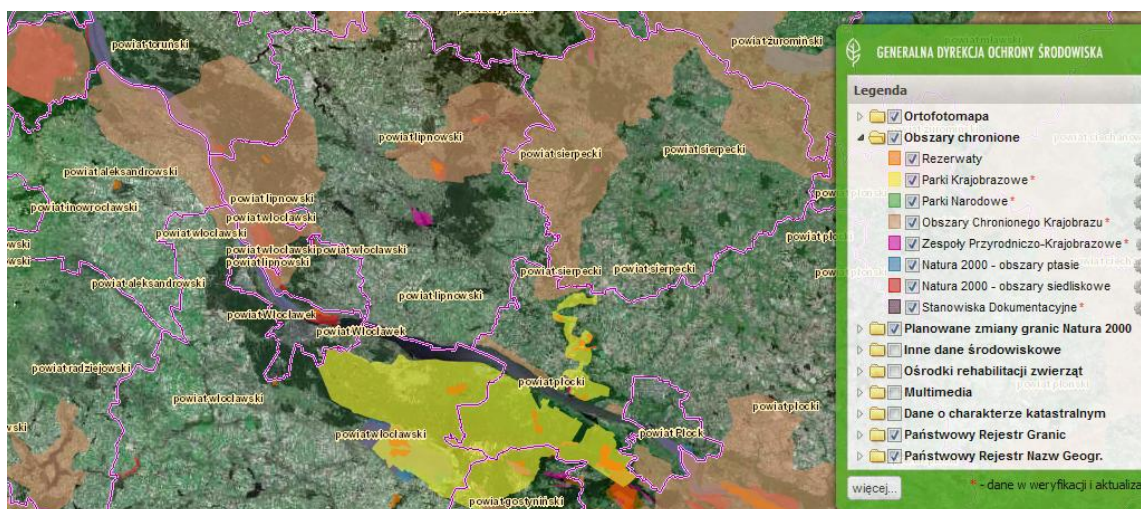 powiat toruński
powiat żuromiński
powiat lipnowski
powiat sierpecki
powiat sierpecki
powiat aleksandrowski
powiat inowrocławski
powiat lipnowski
powiat włocławski
powiat włocławski
powiat włocławski
powiat włocławski
powiat lipnowski
powiat sierpecki
powiat sierpecki
powiat aleksandrowski
powiat lipnowski
powiat Włocławek
powiat Włocławek
powiat radziejowski
powiat włocławski
powiat płocki
powiat płocki
powiat włocławski
powiat Płock
powiat gostyniński
GENERALNA DYREKCJA OCHRONY ŚRODOWISKA
Legenda
Ortofotomapa
Obszary chronione
Rezerwaty
Parki Krajobrazowe *
Parki Narodowe *
Obszary Chronionego Krajobrazu *
Zespoły Przyrodniczo-Krajobrazowe *
Natura 2000 - obszary ptasie
Natura 2000 - obszary siedliskowe
Stanowiska Dokumentacyjne *
Planowane zmiany granic Natura 2000
Inne dane środowiskowe
Ośrodki rehabilitacji zwierząt
Multimedia
Dane o charakterze katastralnym
Państwowy Rejestr Granic
Państwowy Rejestr Nazw Geogr.
więcej...
* - dane w weryfikacji i aktualiza